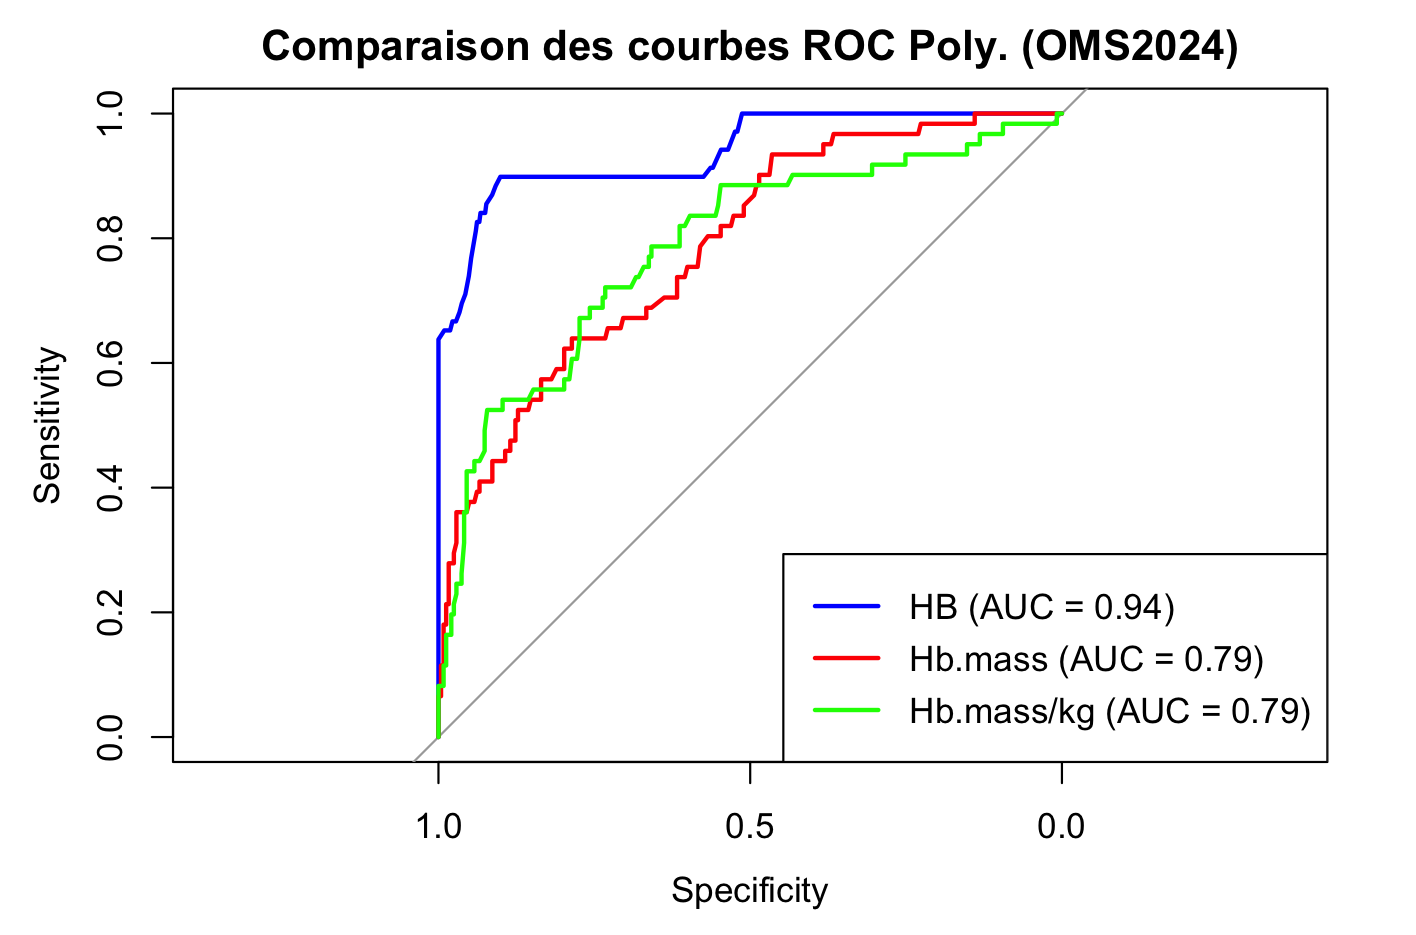 Comparaison des courbes ROC Poly. (OMS2024)
1.0
0.8
0.6
0.4
0.2
0.0
Sensitivity
HB (AUC = 0.94)
Hb.mass (AUC = 0.79)
Hb.mass/kg (AUC = 0.79)
1.0 0.5 0.0
Specificity